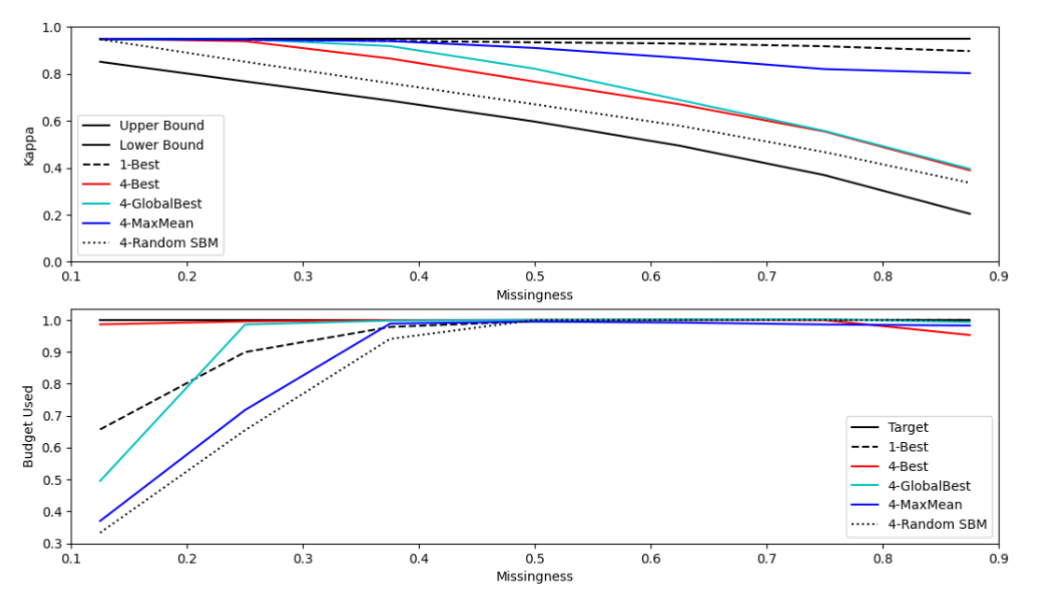 1.0
0.8
0.6
0.4
0.2
0.0
Kappa
Upper Bound
Lower Bound
1-Best
4-Best
4-GlobalBest
4-MaxMean
4-Random SBM
0.1 0.2 0.3 0.4 0.5 0.6 0.7 0.8 0.9
Missingness
1.0
0.9
0.8
0.7
0.6
0.5
0.4
0.3
Budget Used
Target
1-Best
4-Best
4-GlobalBest
4-MaxMean
4-Random SBM
0.1 0.2 0.3 0.4 0.5 0.6 0.7 0.8 0.9
Missingness